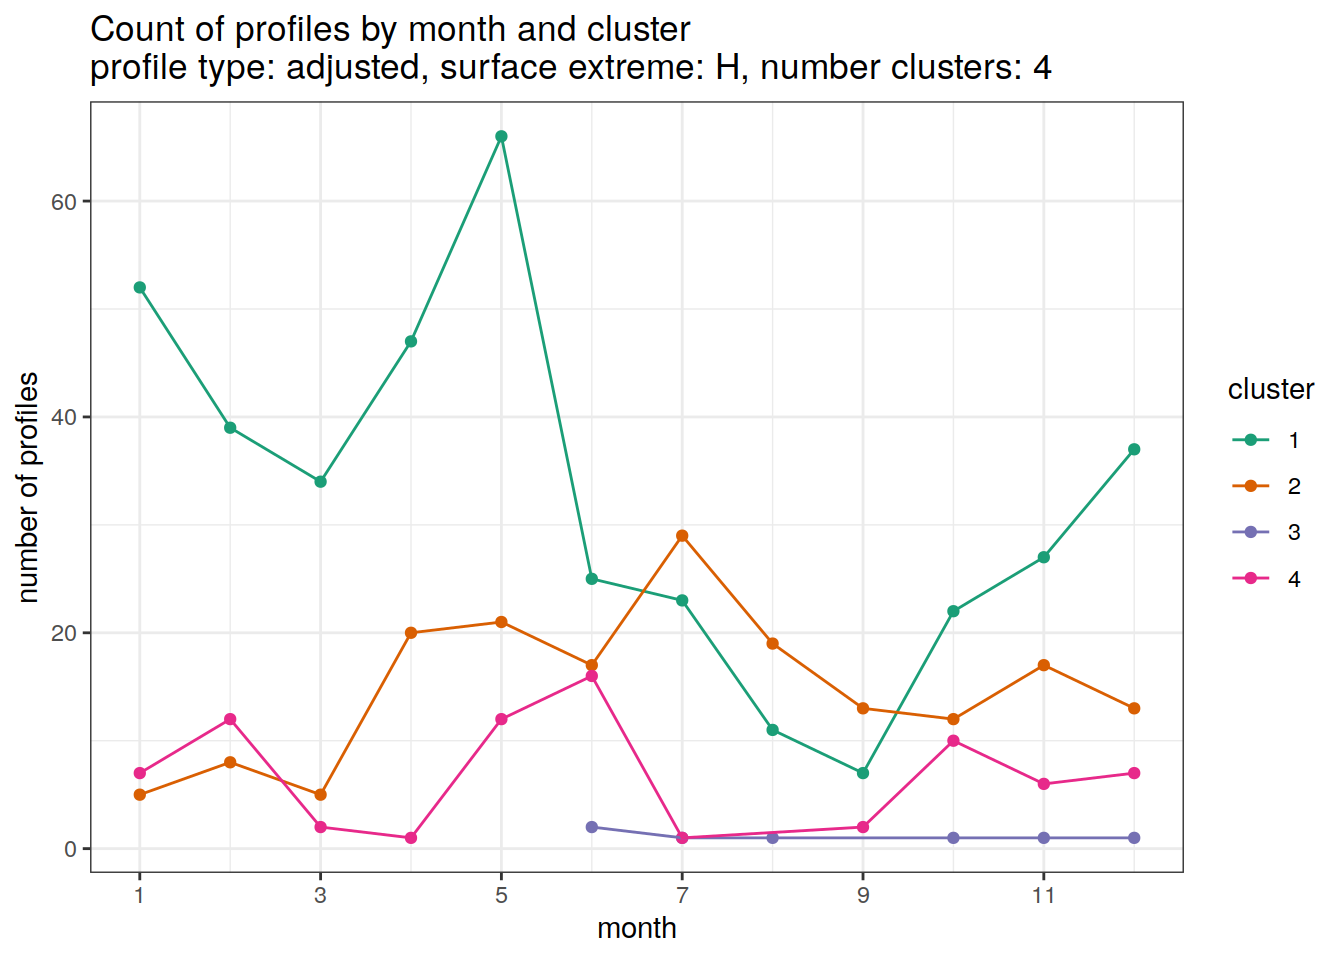 Count of profiles by month and cluster
profile type: adjusted, surface extreme: H, number clusters: 4
number of profiles
60
40
20
0
1
3
5
7
9
11
month
cluster
1
2
3
4